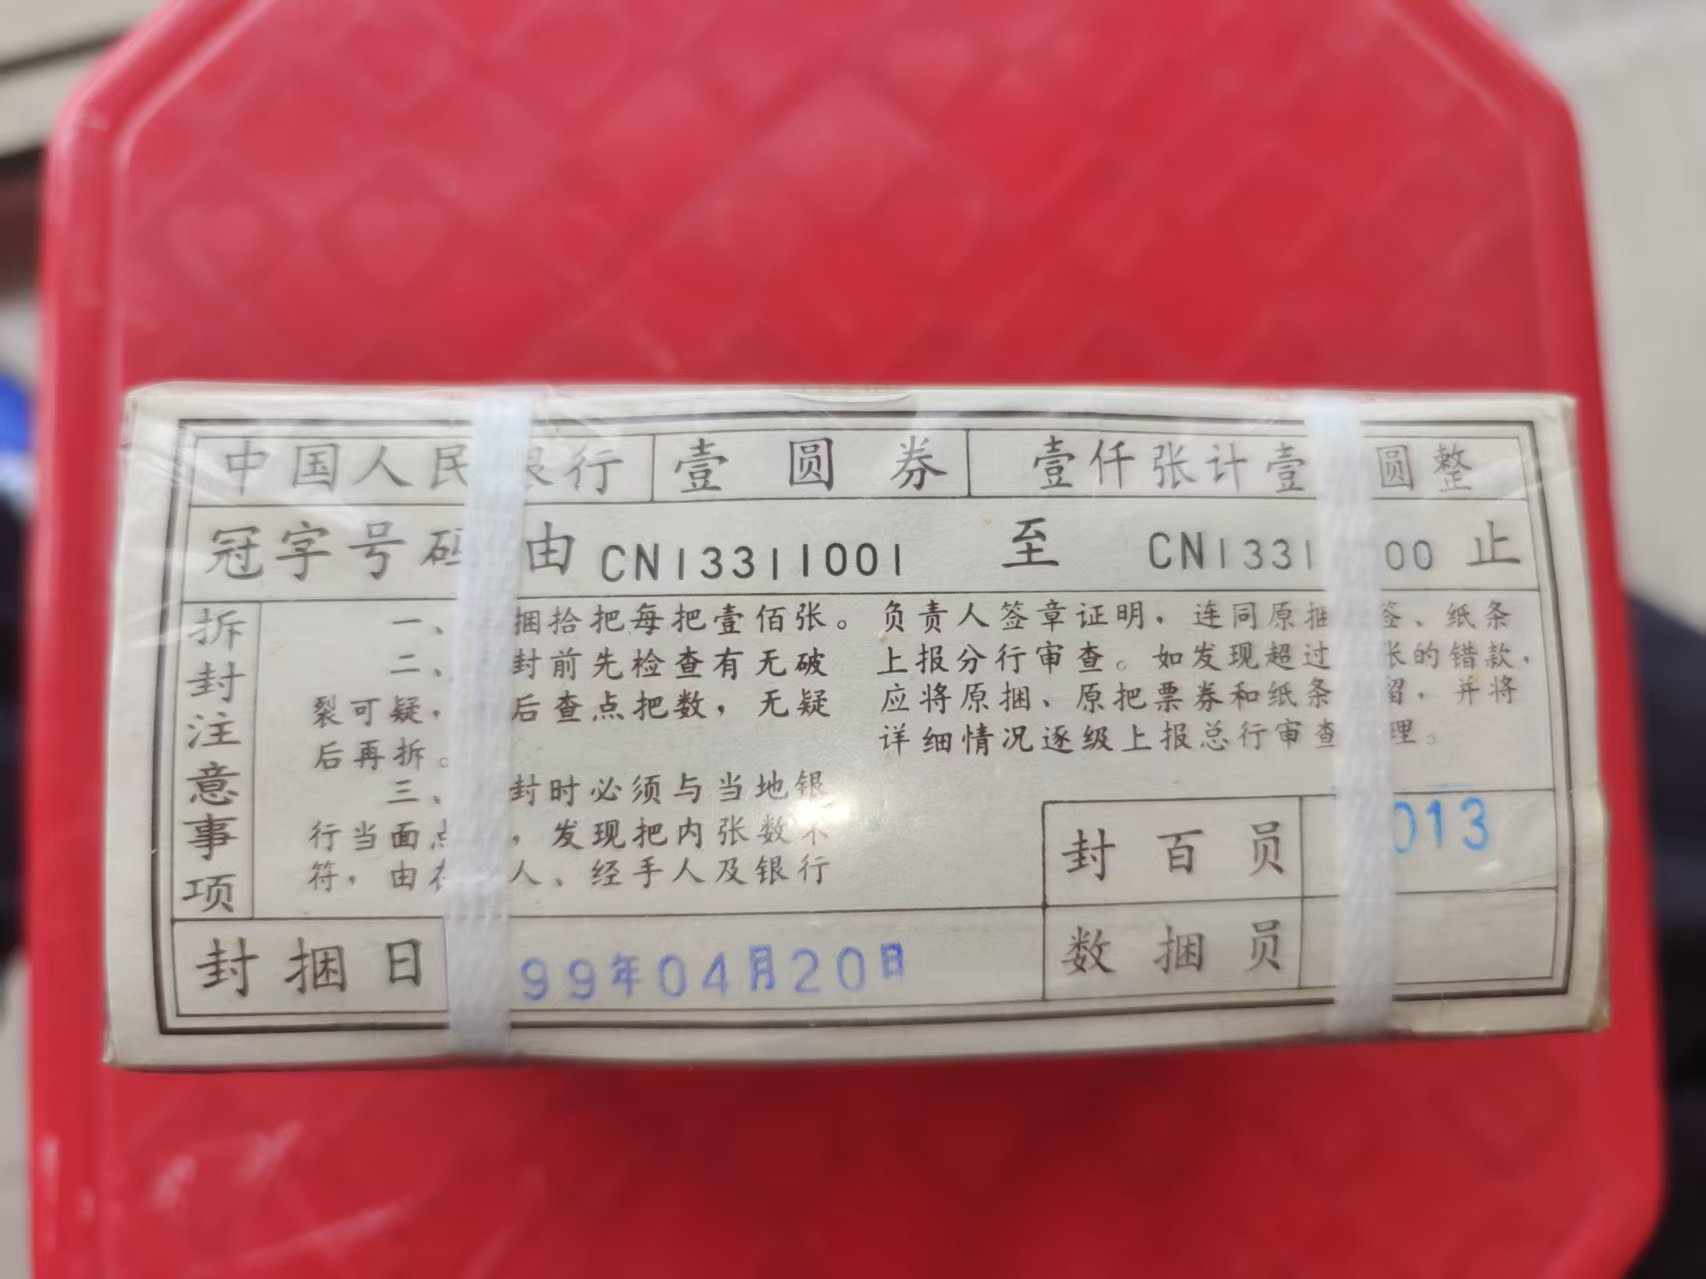 中国人民 行 壹圆券 壹仟张计壹 圆整
冠字号码 由 CN13311001 至 CN1331 00 止
拆封注意事项
一、 捆拾把每把壹佰张。
二、 封前先检查有无破
裂可疑， 后查点把数，无疑
后再拆。
三、 封时必须与当地银
行当面点 ，发现把内张数不
符，由 人、经手人及银行
负责人签章证明，连同原捆 签、纸条
上报分行审查。如发现超过 张的错款，
应将原捆、原把票券和纸条 留，并将
详细情况逐级上报总行审查 理。
封百员 013
封捆日 99年04月20日
数捆员